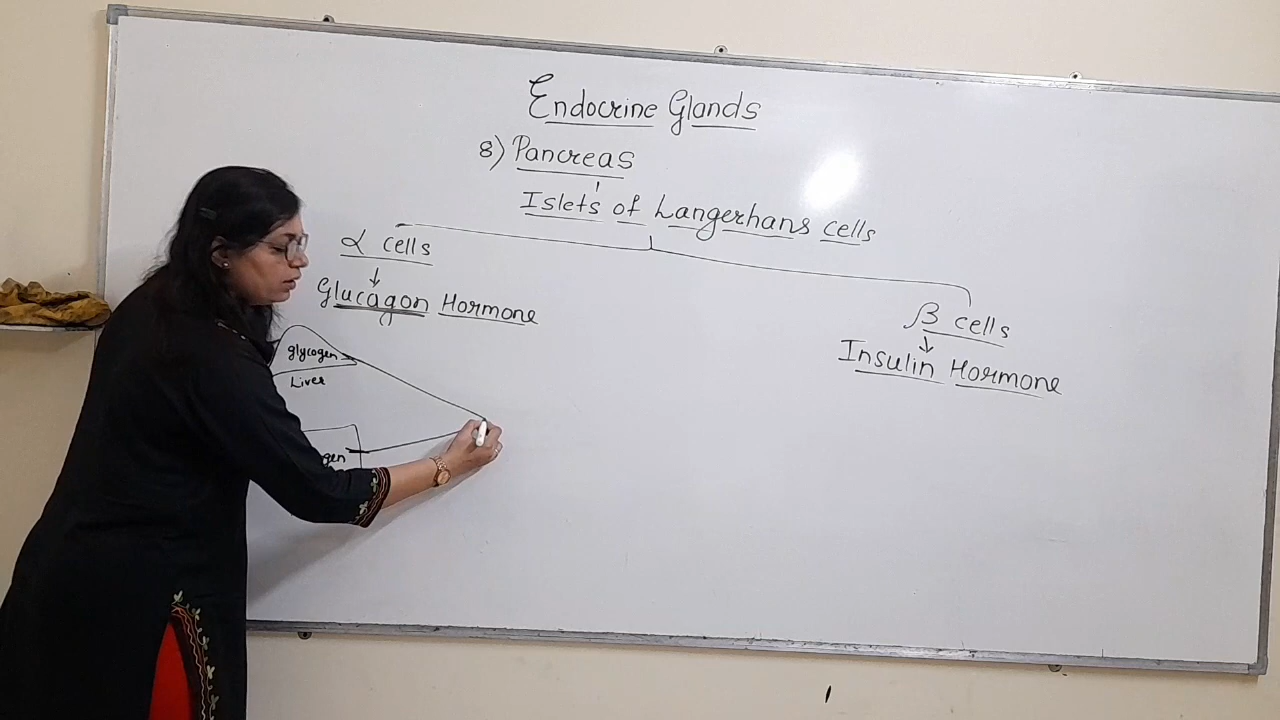 Endocrine Glands
8) Pancreas
Islets of Langerhans cells
α cells
Glucagon Hormone
glycogen
Liver
gen
β cells
Insulin Hormone